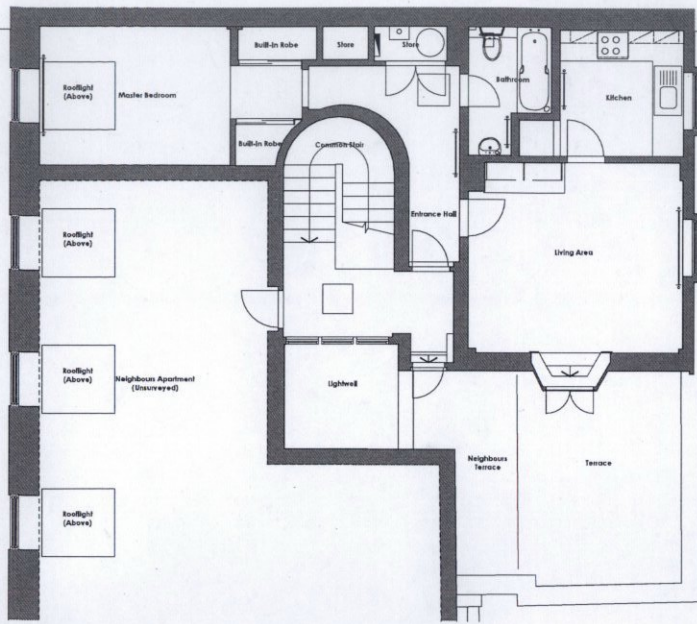 Built-In Robe
Store
Store
Rooflight
(Above)
Master Bedroom
Bathroom
Kitchen
Built-In Robe
Common Stair
Entrance Hall
Rooflight
(Above)
Living Area
Rooflight
(Above)
Neighbours Apartment
(Unsurveyed)
Lightwell
Neighbours
Terrace
Terrace
Rooflight
(Above)